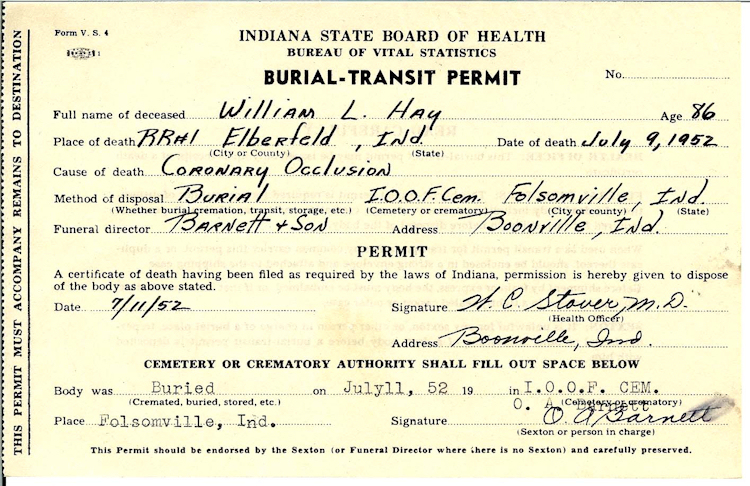 Form V. S. 4
INDIANA STATE BOARD OF HEALTH
BUREAU OF VITAL STATISTICS
BURIAL-TRANSIT PERMIT
No.
Full name of deceased William L. Hay Age 86
Place of death RR#1 Elberfeld, Ind. Date of death July 9, 1952
(City or County) (State)
Cause of death Coronary Occlusion
Method of disposal Burial I.O.O.F. Cem. Folsomville, Ind.
(Whether burial, cremation, transit, storage, etc.) (Cemetery or crematory) (City or county) (State)
Funeral director Barnett & Son Address Boonville, Ind.
PERMIT
A certificate of death having been filed as required by the laws of Indiana, permission is hereby given to dispose
of the body as above stated.
Date 7/11/52 Signature W. C. Stover, M.D.
(Health Officer)
Address Boonville, Ind.
CEMETERY OR CREMATORY AUTHORITY SHALL FILL OUT SPACE BELOW
Body was Buried on Julyll, 52 19 in I.O.O.F. CEM.
(Cremated, buried, stored, etc.) (Cemetery or crematory)
O. A. Barnett
Place Folsomville, Ind. Signature O. A. Barnett
(Sexton or person in charge)
This Permit should be endorsed by the Sexton (or Funeral Director where there is no Sexton) and carefully preserved.
THIS PERMIT MUST ACCOMPANY REMAINS TO DESTINATION